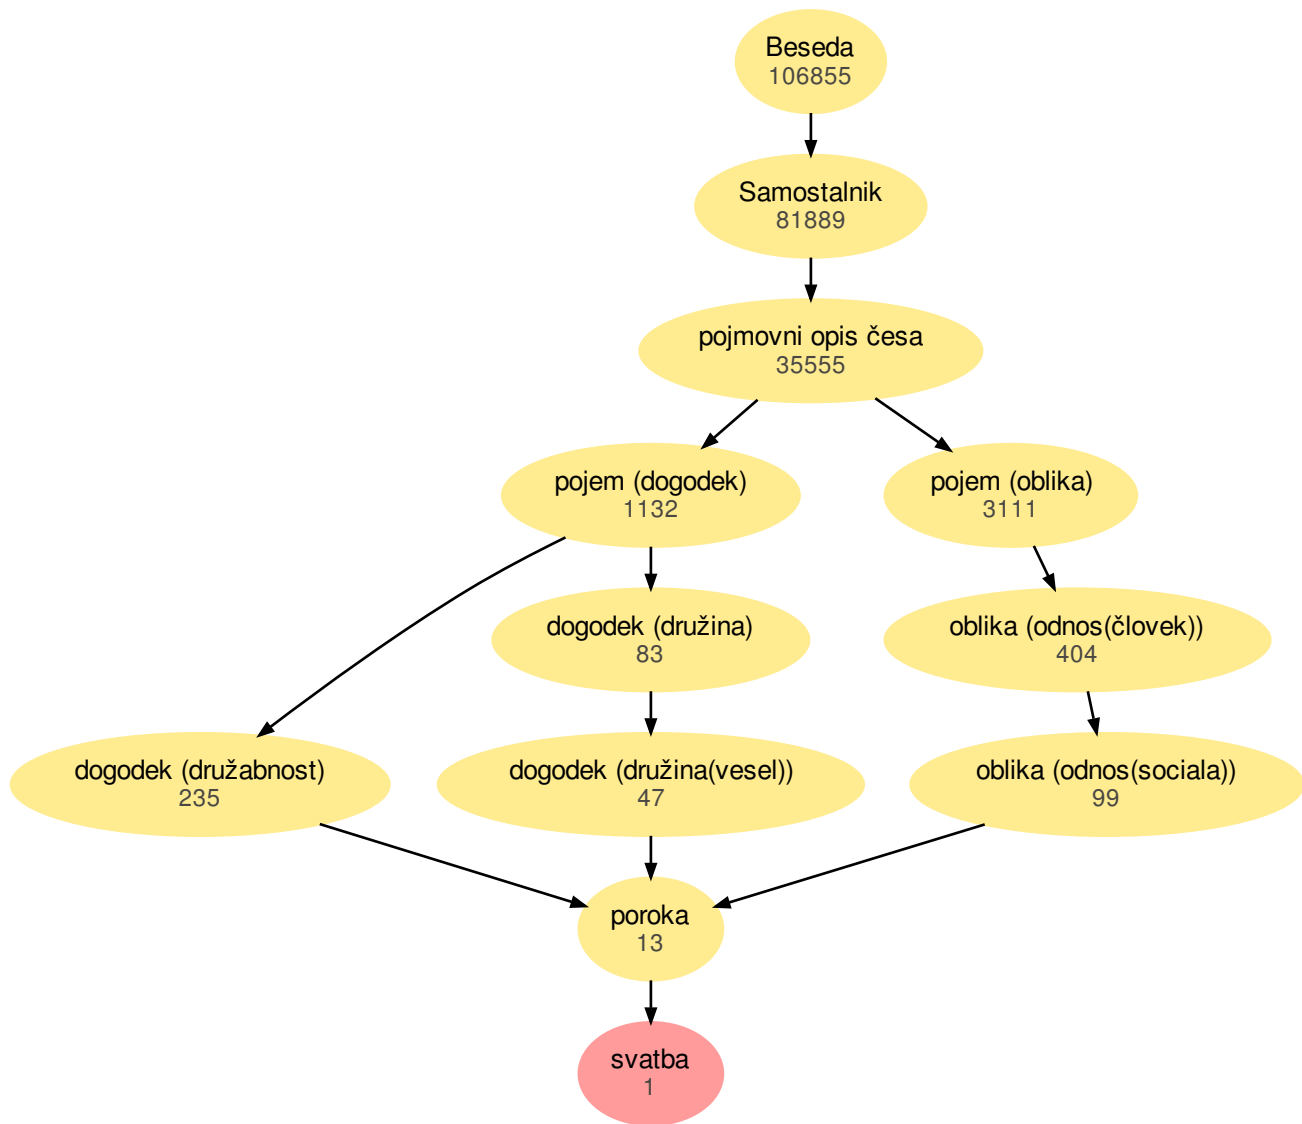 Beseda
106855
Samostalnik
81889
pojmovni opis česa
35555
pojem (dogodek)
1132
pojem (oblika)
3111
dogodek (družina)
83
oblika (odnos(človek))
404
dogodek (družabnost)
235
dogodek (družina(vesel))
47
oblika (odnos(sociala))
99
poroka
13
svatba
1